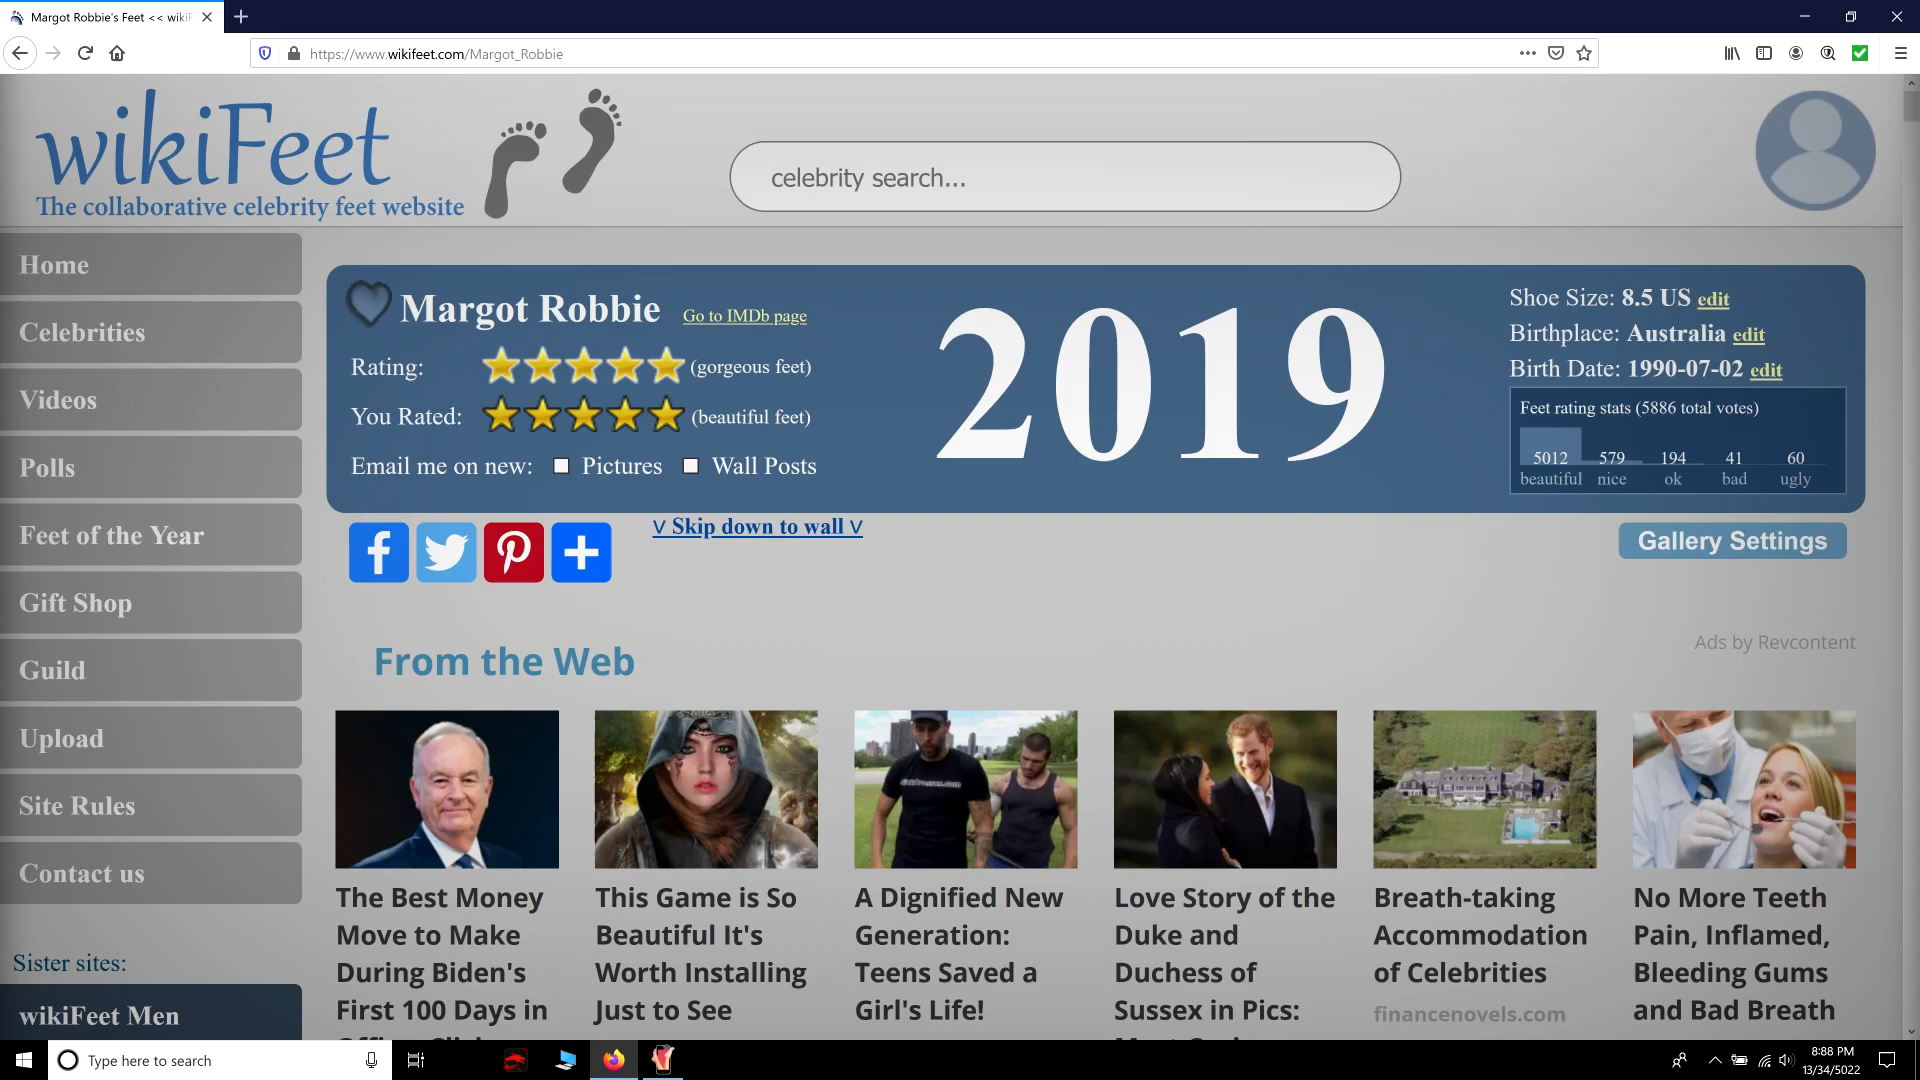 Margot Robbie's Feet << wikiF
https://www.wikifeet.com/Margot_Robbie
wikiFeet
The collaborative celebrity feet website
celebrity search...
Home
Celebrities
Videos
Polls
Feet of the Year
Gift Shop
Guild
Upload
Site Rules
Contact us
Sister sites:
wikiFeet Men
Margot Robbie Go to IMDb page
Rating: (gorgeous feet)
You Rated: (beautiful feet)
Email me on new: Pictures Wall Posts
2019
Shoe Size: 8.5 US edit
Birthplace: Australia edit
Birth Date: 1990-07-02 edit
Feet rating stats (5886 total votes)
5012 579 194 41 60
beautiful nice ok bad ugly
V Skip down to wall V
Gallery Settings
From the Web
Ads by Revcontent
The Best Money
Move to Make
During Biden's
First 100 Days in
This Game is So
Beautiful It's
Worth Installing
Just to See
A Dignified New
Generation:
Teens Saved a
Girl's Life!
Love Story of the
Duke and
Duchess of
Sussex in Pics:
Breath-taking
Accommodation
of Celebrities
financenovels.com
No More Teeth
Pain, Inflamed,
Bleeding Gums
and Bad Breath
Type here to search
8:88 PM
13/34/5022